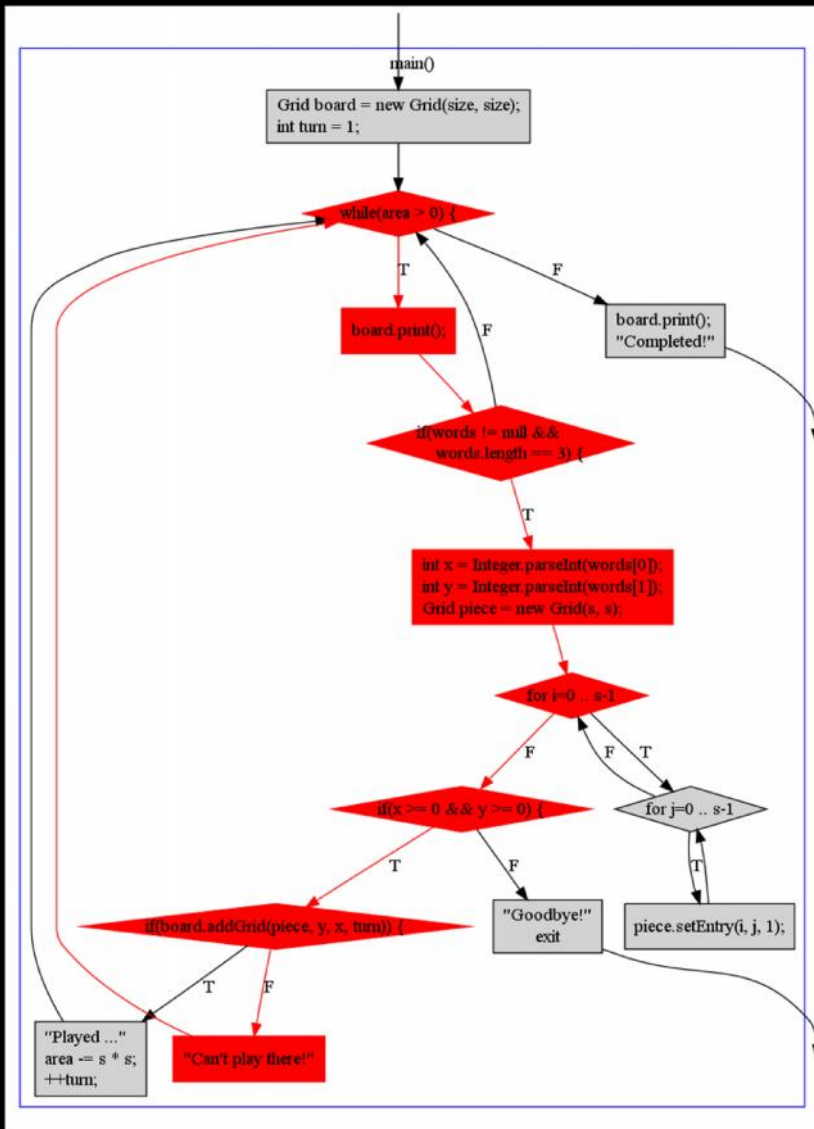 main()
Grid board = new Grid(size, size);
int turn = 1;
while(area > 0) {
T
F
board.print();
board.print();
"Completed!"
F
if(words != null &&
words.length == 3) {
T
int x = Integer.parseInt(words[0]);
int y = Integer.parseInt(words[1]);
Grid piece = new Grid(s, s);
for i=0 .. s-1
F
F
T
if(x >= 0 && y >= 0) {
for j=0 .. s-1
T
F
T
if(board.addGrid(piece, y, x, turn)) {
"Goodbye!"
exit
piece.setEntry(i, j, 1);
T
F
"Played ..."
area -= s * s;
++turn;
"Can't play there!"